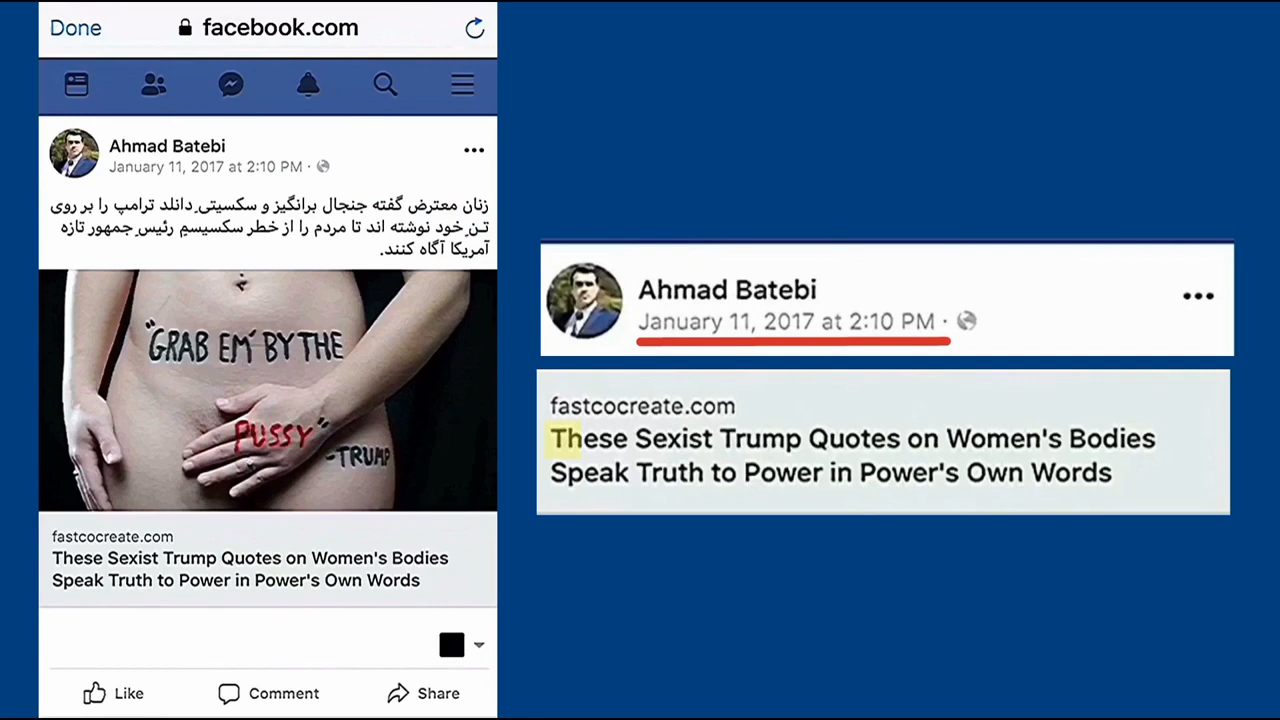 Done
facebook.com
Ahmad Batebi
January 11, 2017 at 2:10 PM ·
زنان معترض گفته جنجال برانگیز و سکسیتیِ دانلد ترامپ را بر روی
تنِ خود نوشته اند تا مردم را از خطر سکسیسمِ رئیسِ جمهور تازه
آمریکا آگاه کنند.
"GRAB EM' BY THE
PUSSY"
-TRUMP
fastcocreate.com
These Sexist Trump Quotes on Women's Bodies
Speak Truth to Power in Power's Own Words
Like
Comment
Share
Ahmad Batebi
January 11, 2017 at 2:10 PM ·
fastcocreate.com
These Sexist Trump Quotes on Women's Bodies
Speak Truth to Power in Power's Own Words